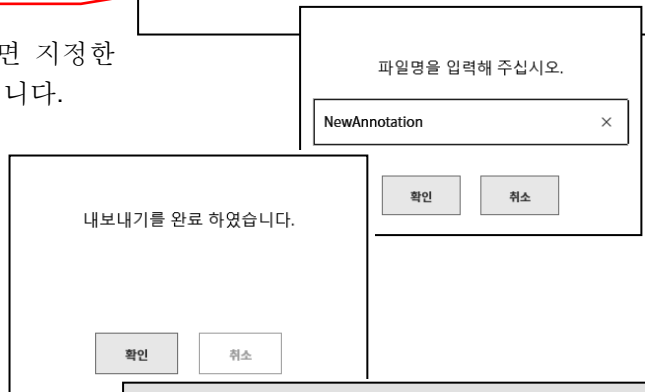 면 지정한
니다.
파일명을 입력해 주십시오.
NewAnnotation
확인 취소
내보내기를 완료 하였습니다.
확인 취소